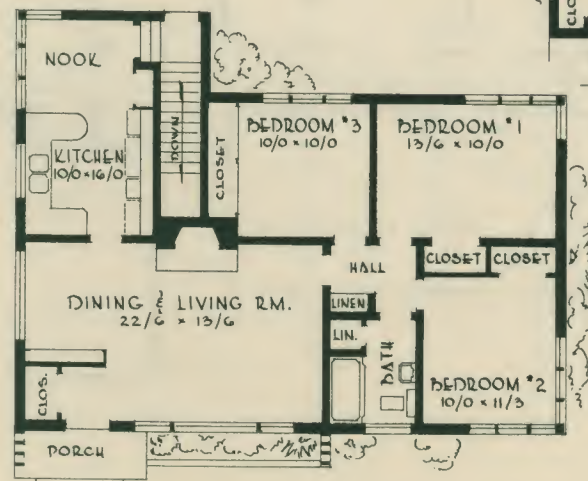 CLO
NOOK
KITCHEN
10/0 x 16/0
DOWN
CLOSET
BEDROOM #3
10/0 x 10/0
BEDROOM #1
13/6 x 10/0
HALL
CLOSET
CLOSET
LINEN
LIN.
BATH
DINING & LIVING RM.
22/6 x 13/6
BEDROOM #2
10/0 x 11/3
CLOS.
PORCH